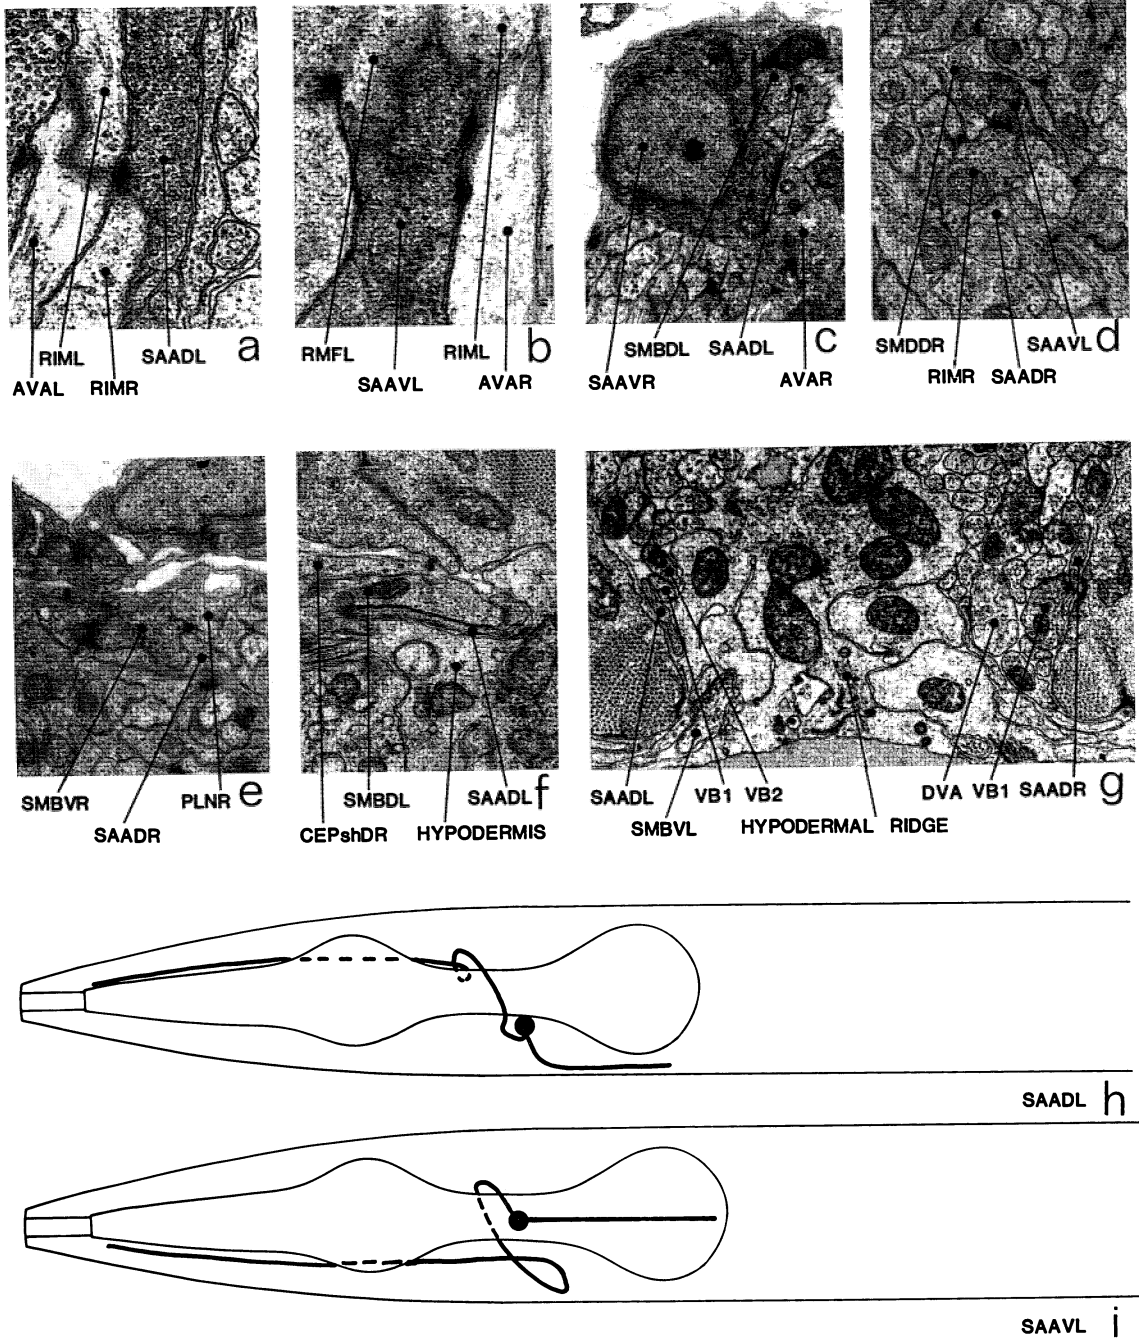 RIML SAADL a
AVAL RIMR
RMFL RIML b
SAAVL AVAR
SMBDL SAADL c
SAAVR AVAR
SMDDR SAAVL d
RIMR SAADR
SMBVR PLNR e
SAADR
SMBDL SAADL f
CEPshDR HYPODERMIS
SAADL VB1 VB2 DVA VB1 SAADR g
SMBVL HYPODERMAL RIDGE
SAADL h
SAAVL i